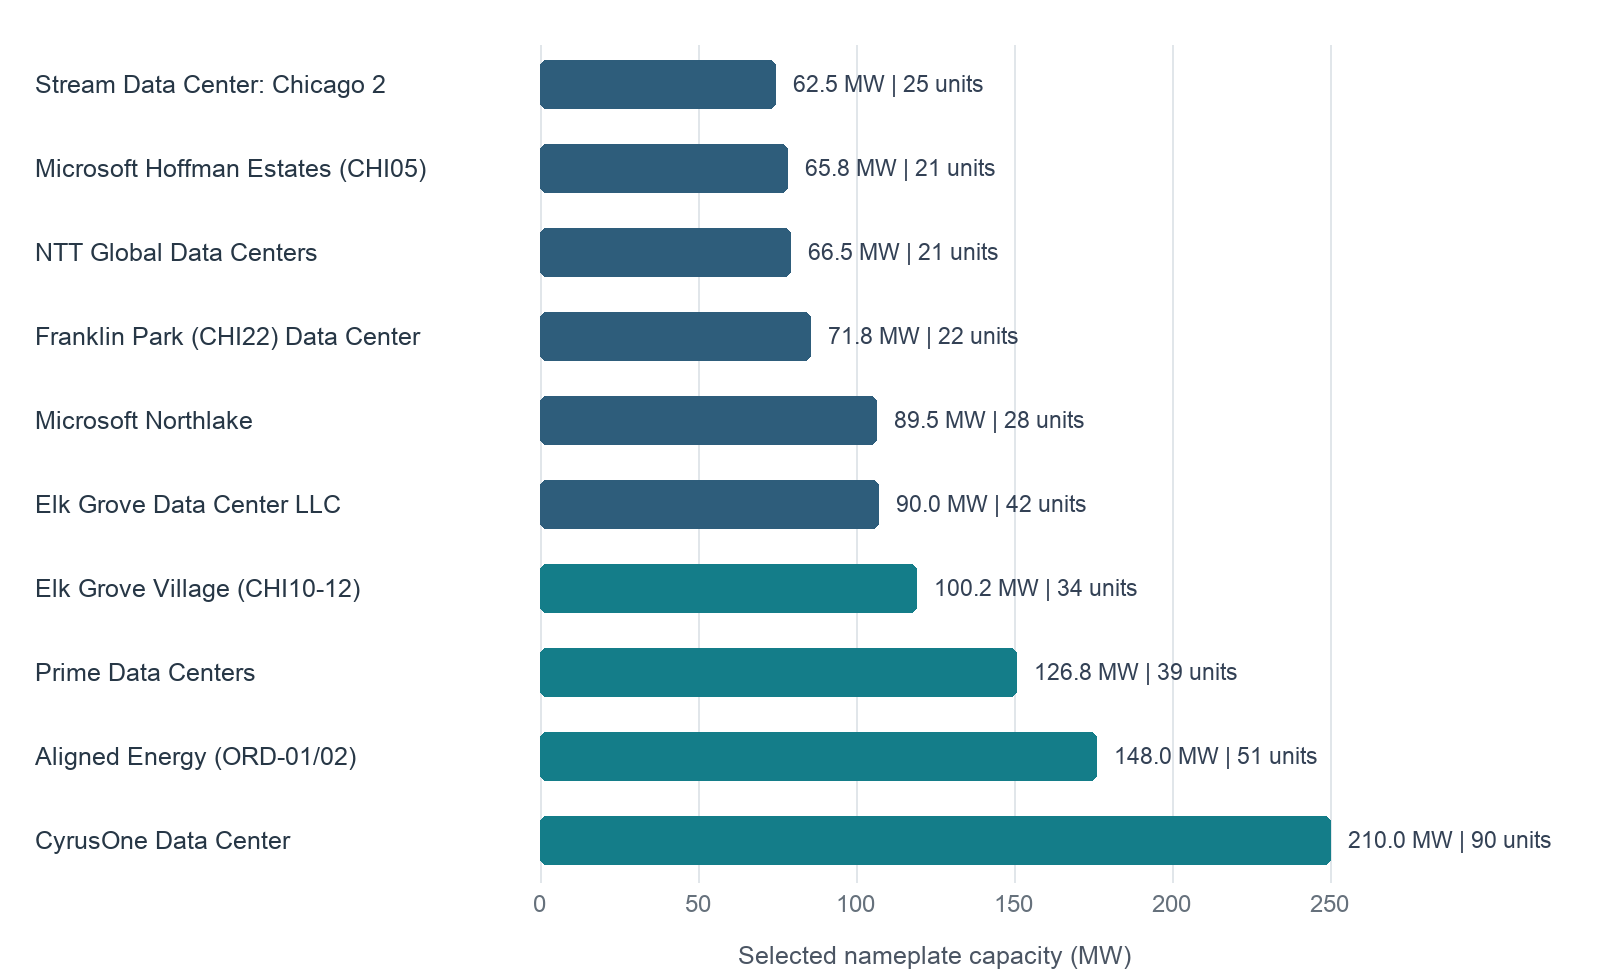 Stream Data Center: Chicago 2 62.5 MW | 25 units
Microsoft Hoffman Estates (CHI05) 65.8 MW | 21 units
NTT Global Data Centers 66.5 MW | 21 units
Franklin Park (CHI22) Data Center 71.8 MW | 22 units
Microsoft Northlake 89.5 MW | 28 units
Elk Grove Data Center LLC 90.0 MW | 42 units
Elk Grove Village (CHI10-12) 100.2 MW | 34 units
Prime Data Centers 126.8 MW | 39 units
Aligned Energy (ORD-01/02) 148.0 MW | 51 units
CyrusOne Data Center 210.0 MW | 90 units
0 50 100 150 200 250
Selected nameplate capacity (MW)